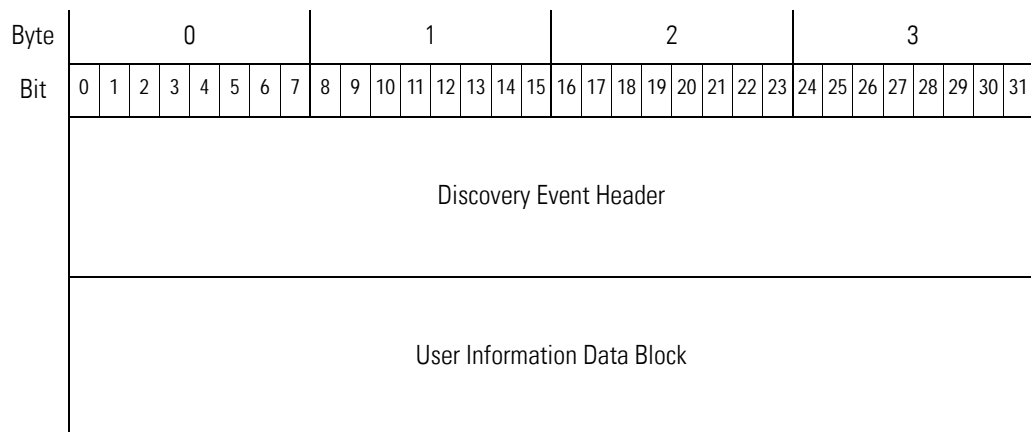 Byte 0 1 2 3
Bit 0 1 2 3 4 5 6 7 8 9 10 11 12 13 14 15 16 17 18 19 20 21 22 23 24 25 26 27 28 29 30 31
Discovery Event Header
User Information Data Block